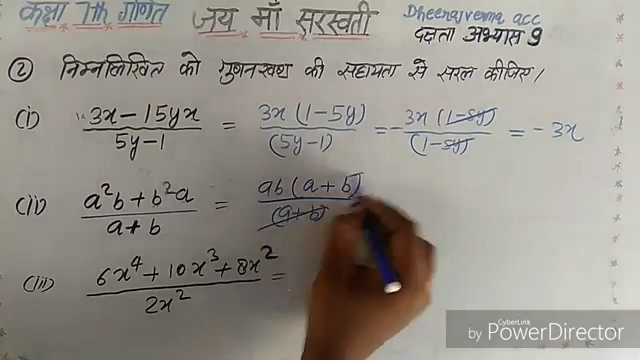 कक्षा 7th गणित जय माँ सरस्वती Dheerajverma acc
दक्षता अभ्यास 9
② निम्नलिखित को गुणनखण्ड की सहायता से सरल कीजिए।
(i) 3x - 15yx / 5y - 1 = 3x (1 - 5y) / (5y - 1) = - 3x (1 - 5y) / (1 - 5y) = - 3x
(ii) a²b + b²a / a + b = ab (a + b) / (a + b)
(iii) 6x⁴ + 10x³ + 8x² / 2x² =
CyberLink
by PowerDirector